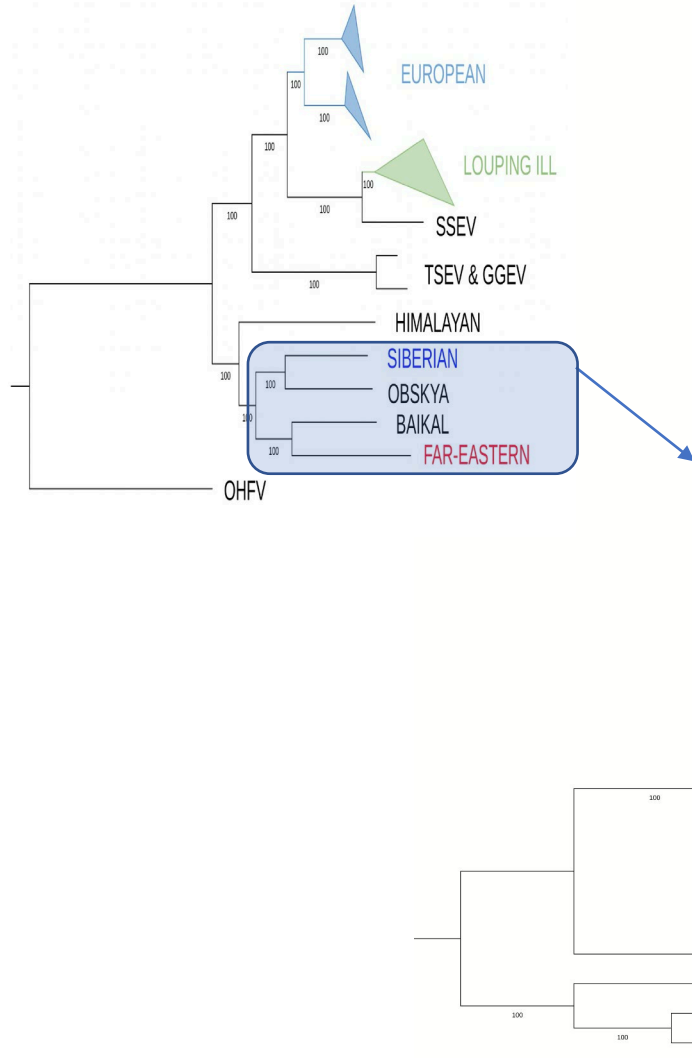 100
EUROPEAN
100
100
100
LOUPING ILL
100
100
SSEV
100
TSEV & GGEV
100
HIMALAYAN
SIBERIAN
100
100
OBSKYA
100
BAIKAL
100
FAR-EASTERN
OHFV
100
100
100